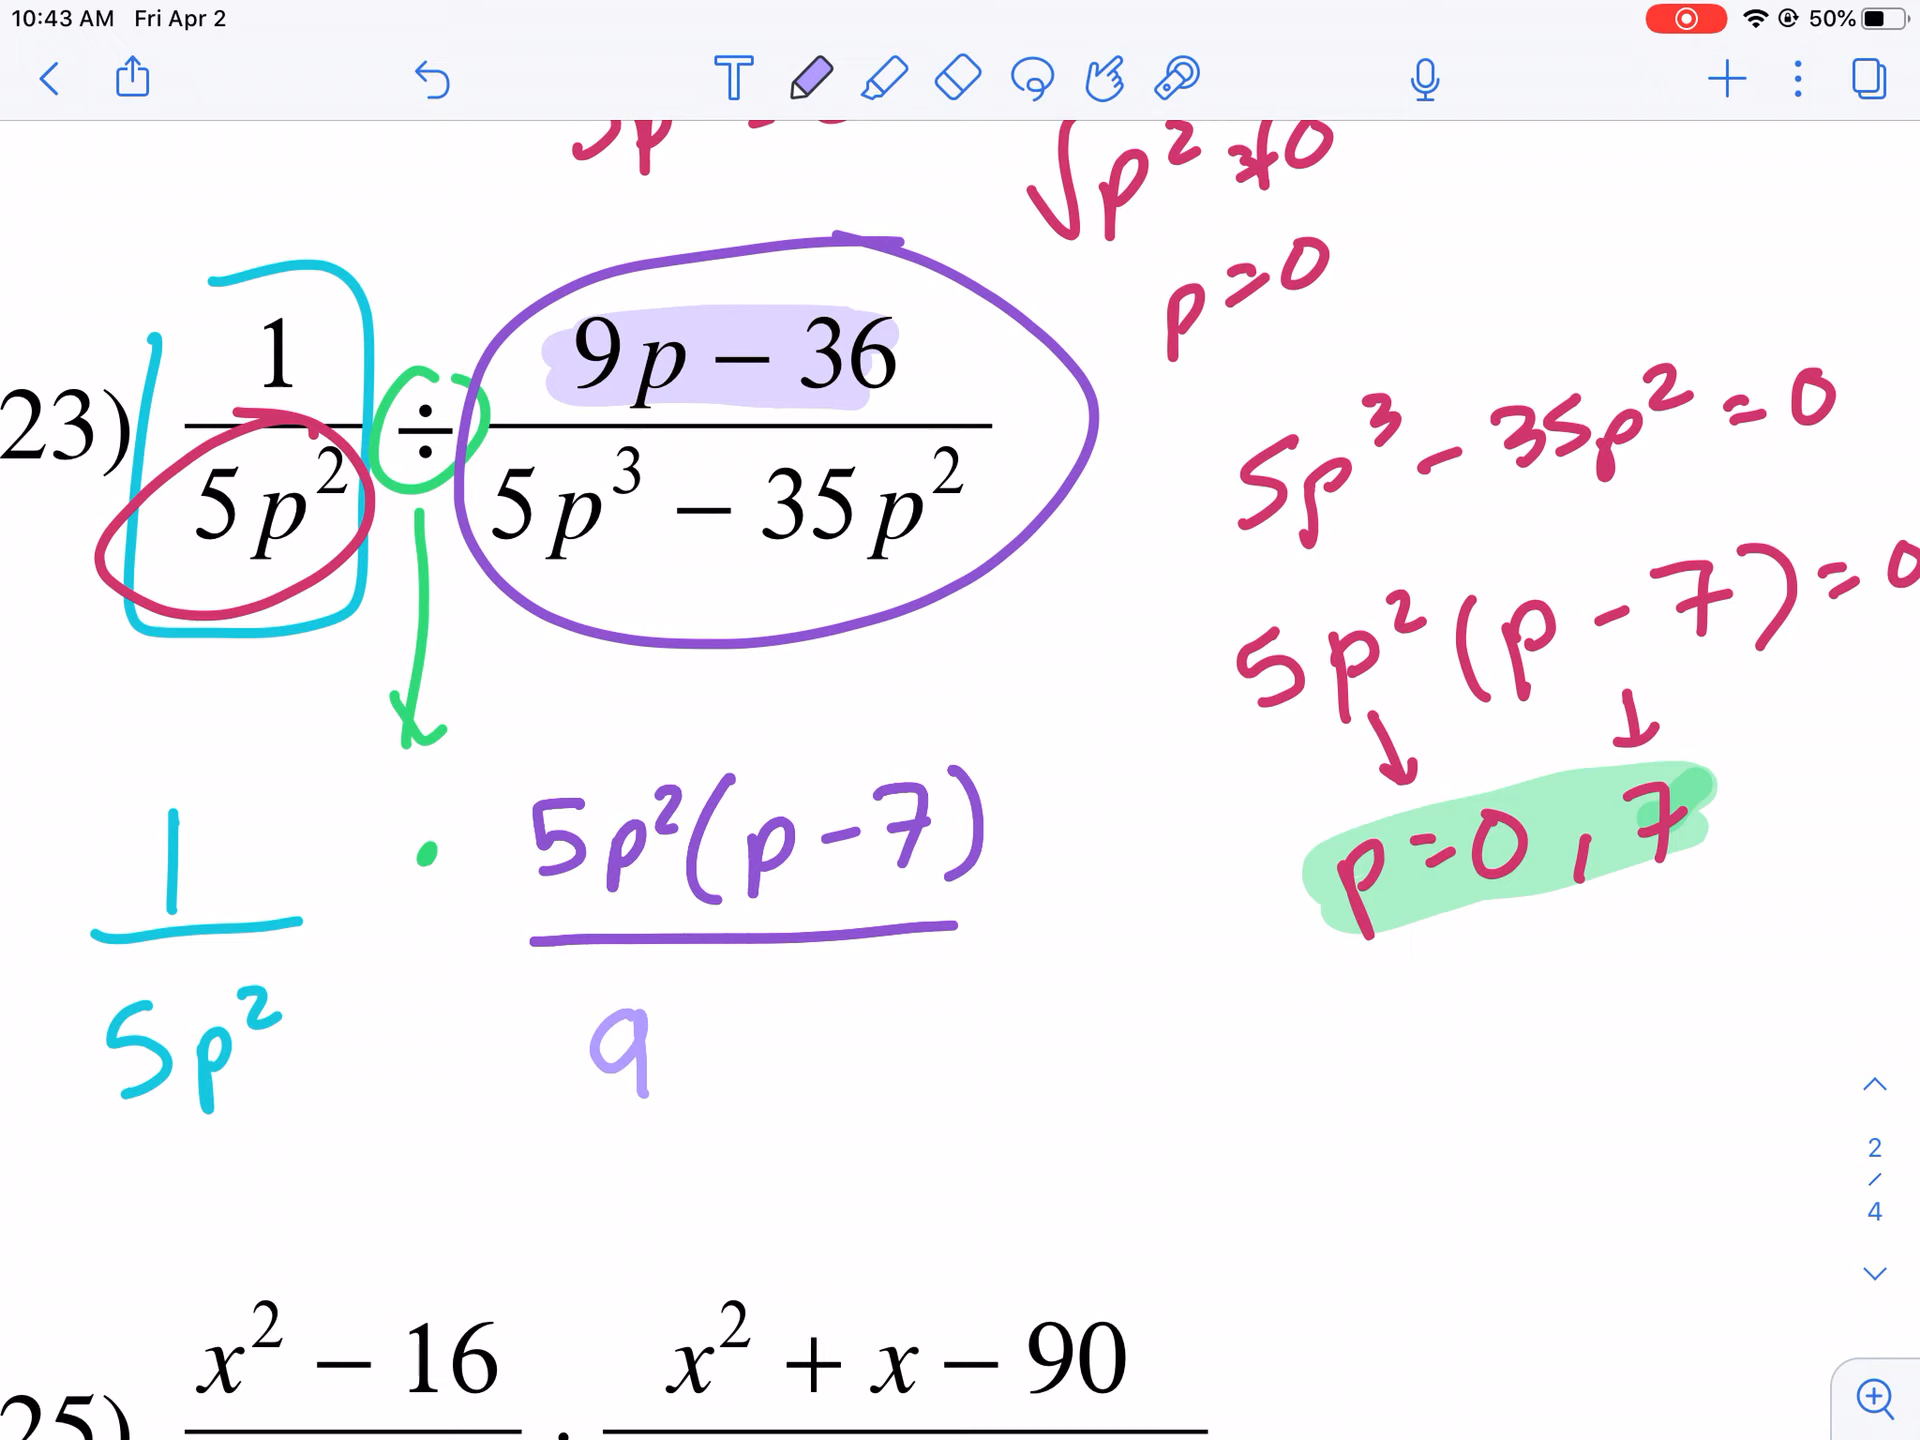 10:43 AM Fri Apr 2 50%
√p² ≠ 0
p = 0
23) 1/(5p²) ÷ (9p − 36)/(5p³ − 35p²)
5p³ - 35p² = 0
5p² (p - 7) = 0
p = 0, 7
1/(5p²) · 5p²(p - 7)/9
2
/
4
25) x² − 16 · x² + x − 90